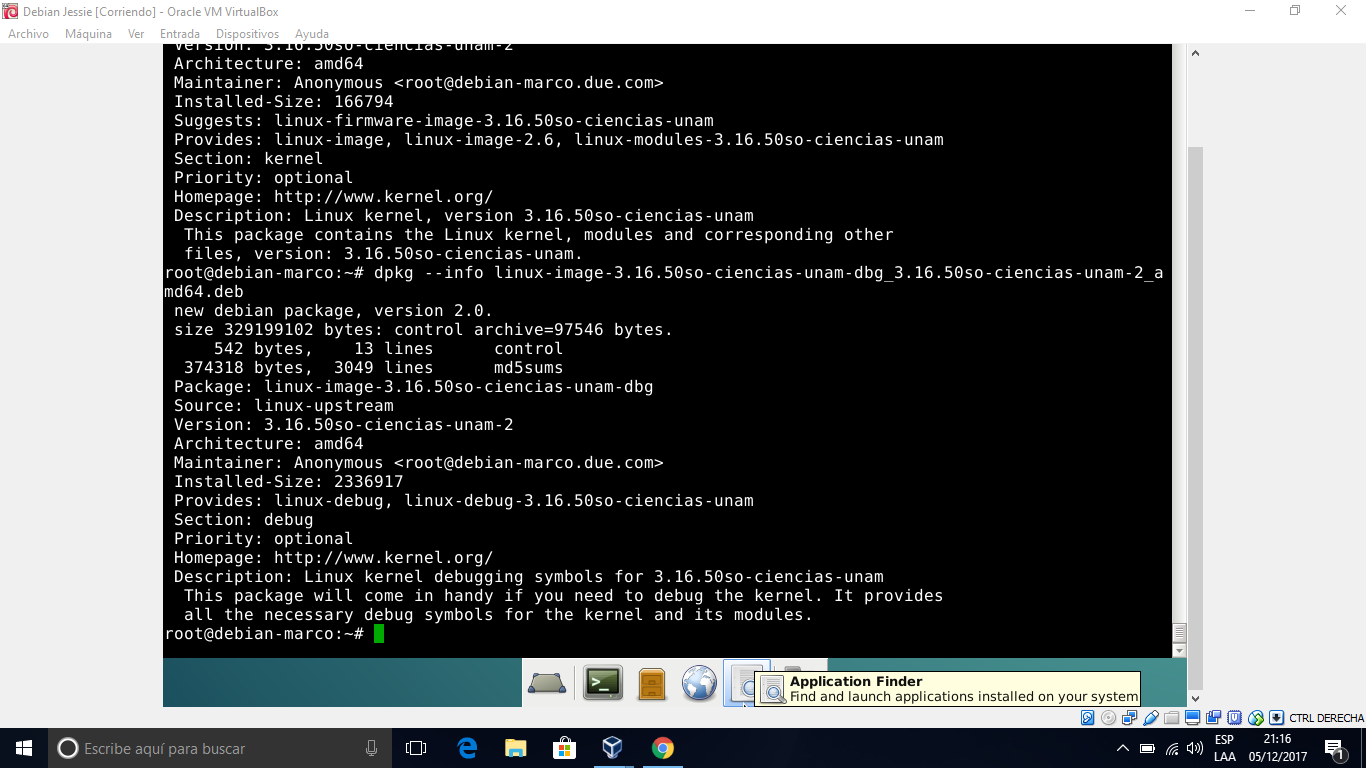 Debian Jessie [Corriendo] - Oracle VM VirtualBox
Archivo Máquina Ver Entrada Dispositivos Ayuda
Version: 3.16.50so-ciencias-unam-2
Architecture: amd64
Maintainer: Anonymous <root@debian-marco.due.com>
Installed-Size: 166794
Suggests: linux-firmware-image-3.16.50so-ciencias-unam
Provides: linux-image, linux-image-2.6, linux-modules-3.16.50so-ciencias-unam
Section: kernel
Priority: optional
Homepage: http://www.kernel.org/
Description: Linux kernel, version 3.16.50so-ciencias-unam
This package contains the Linux kernel, modules and corresponding other
files, version: 3.16.50so-ciencias-unam.
root@debian-marco:~# dpkg --info linux-image-3.16.50so-ciencias-unam-dbg_3.16.50so-ciencias-unam-2_a
md64.deb
new debian package, version 2.0.
size 329199102 bytes: control archive=97546 bytes.
542 bytes, 13 lines control
374318 bytes, 3049 lines md5sums
Package: linux-image-3.16.50so-ciencias-unam-dbg
Source: linux-upstream
Version: 3.16.50so-ciencias-unam-2
Architecture: amd64
Maintainer: Anonymous <root@debian-marco.due.com>
Installed-Size: 2336917
Provides: linux-debug, linux-debug-3.16.50so-ciencias-unam
Section: debug
Priority: optional
Homepage: http://www.kernel.org/
Description: Linux kernel debugging symbols for 3.16.50so-ciencias-unam
This package will come in handy if you need to debug the kernel. It provides
all the necessary debug symbols for the kernel and its modules.
root@debian-marco:~#
Application Finder
Find and launch applications installed on your system
CTRL DERECHA
Escribe aquí para buscar
ESP
LAA
21:16
05/12/2017
1